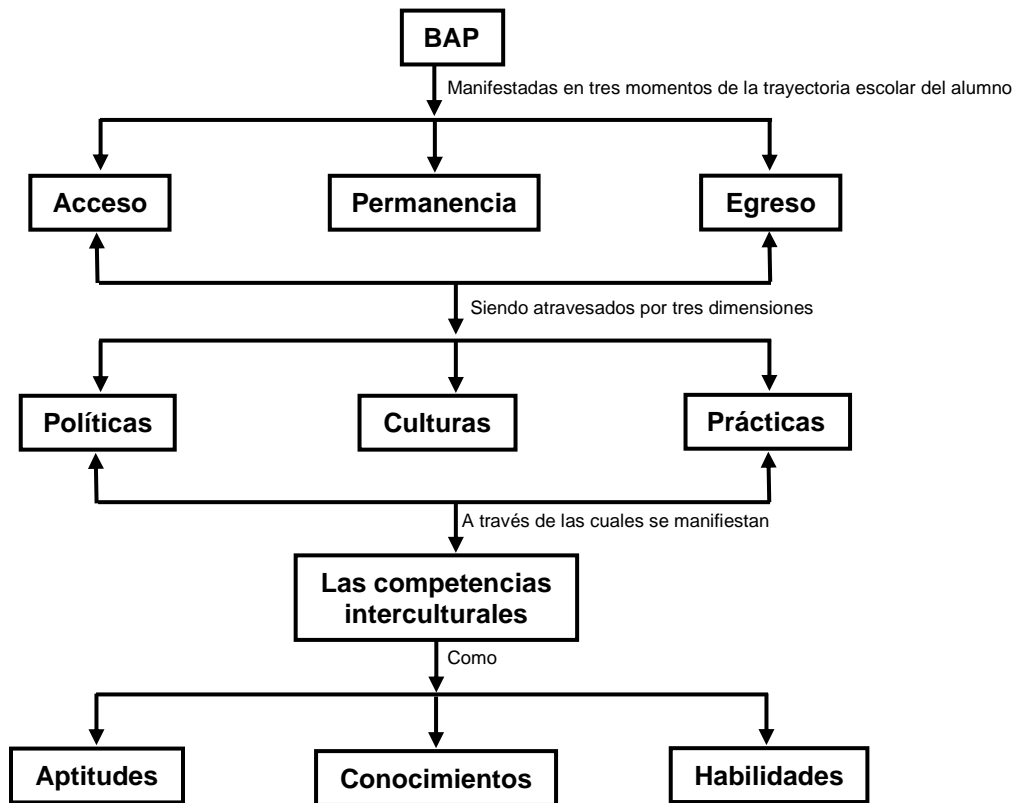 BAP
Manifestadas en tres momentos de la trayectoria escolar del alumno
Acceso
Permanencia
Egreso
Siendo atravesados por tres dimensiones
Políticas
Culturas
Prácticas
A través de las cuales se manifiestan
Las competencias
interculturales
Como
Aptitudes
Conocimientos
Habilidades